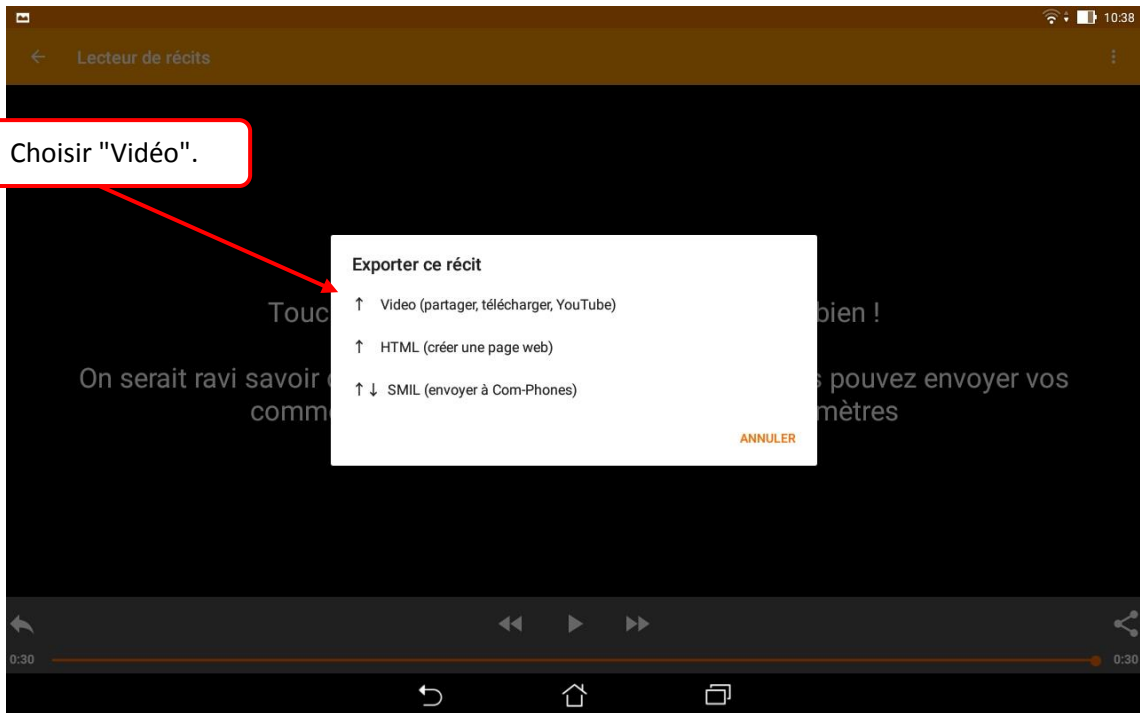 10:38
Lecteur de récits
Choisir "Vidéo".
Exporter ce récit
↑ Video (partager, télécharger, YouTube)
↑ HTML (créer une page web)
↑↓ SMIL (envoyer à Com-Phones)
ANNULER
Touc bien !
On serait ravi savoir pouvez envoyer vos
comm mètres
0:30 0:30